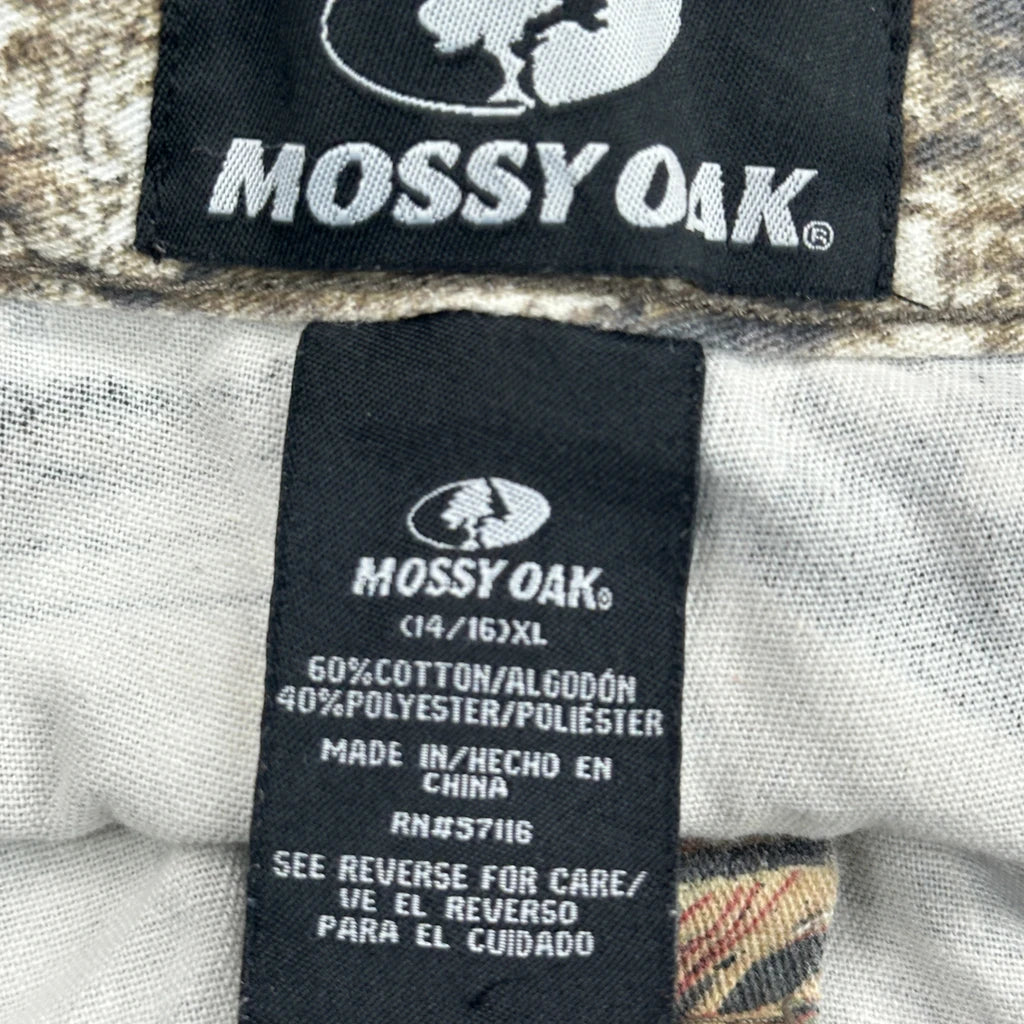 MOSSY OAK®
MOSSY OAK®
(14/16)XL
60%COTTON/ALGODÓN
40%POLYESTER/POLIÉSTER
MADE IN/HECHO EN
CHINA
RN#57116
SEE REVERSE FOR CARE/
VE EL REVERSO
PARA EL CUIDADO